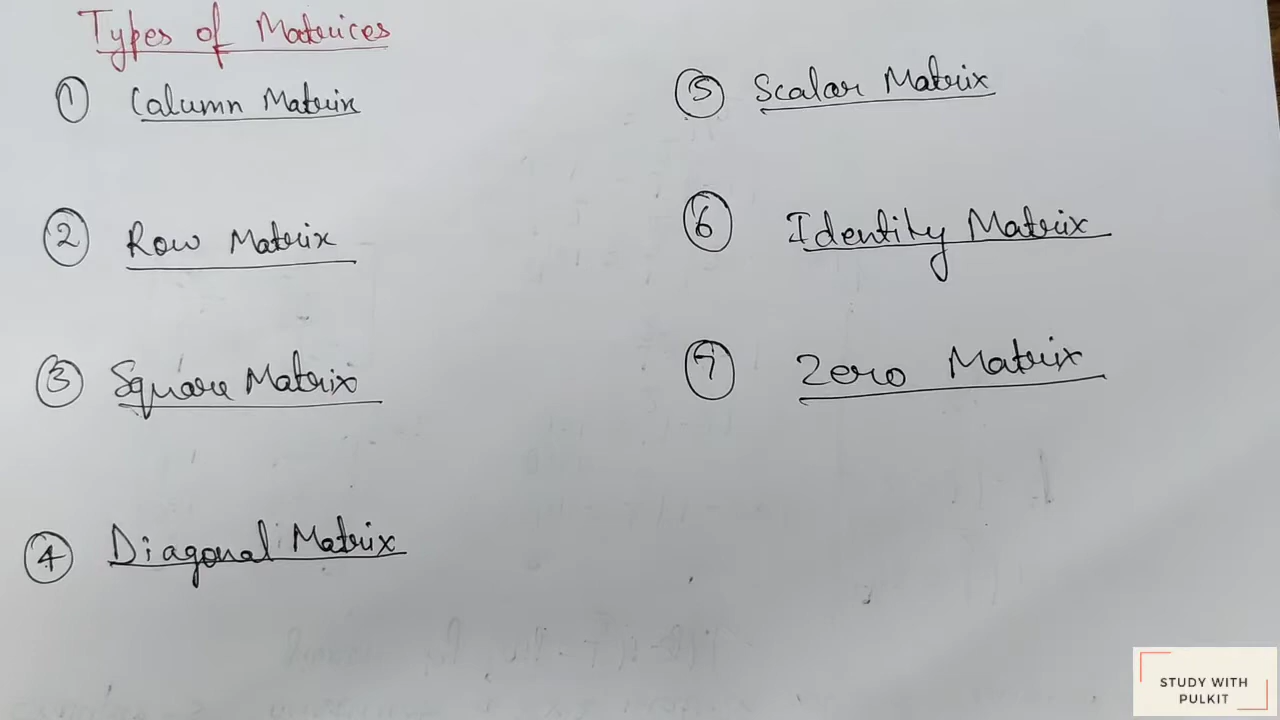 Types of Matrices
① Column Matrix
② Row Matrix
③ Square Matrix
④ Diagonal Matrix
⑤ Scalar Matrix
⑥ Identity Matrix
⑦ Zero Matrix
STUDY WITH
PULKIT